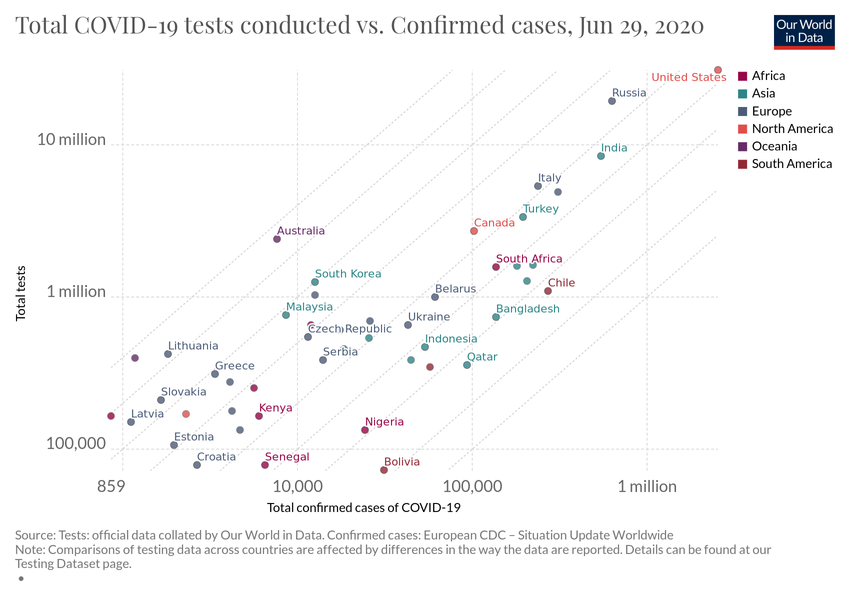 Total COVID-19 tests conducted vs. Confirmed cases, Jun 29, 2020
Our World
in Data
United States
Africa
Asia
Europe
North America
Oceania
South America
Russia
10 million
India
Italy
Turkey
Canada
Australia
South Africa
South Korea
Chile
Total tests
1 million
Belarus
Malaysia
Bangladesh
Ukraine
Czech Republic
Indonesia
Lithuania
Serbia
Qatar
Greece
Slovakia
Kenya
Latvia
Nigeria
Estonia
100,000
Croatia
Senegal
Bolivia
859
10,000
100,000
1 million
Total confirmed cases of COVID-19
Source: Tests: official data collated by Our World in Data. Confirmed cases: European CDC – Situation Update Worldwide
Note: Comparisons of testing data across countries are affected by differences in the way the data are reported. Details can be found at our
Testing Dataset page.